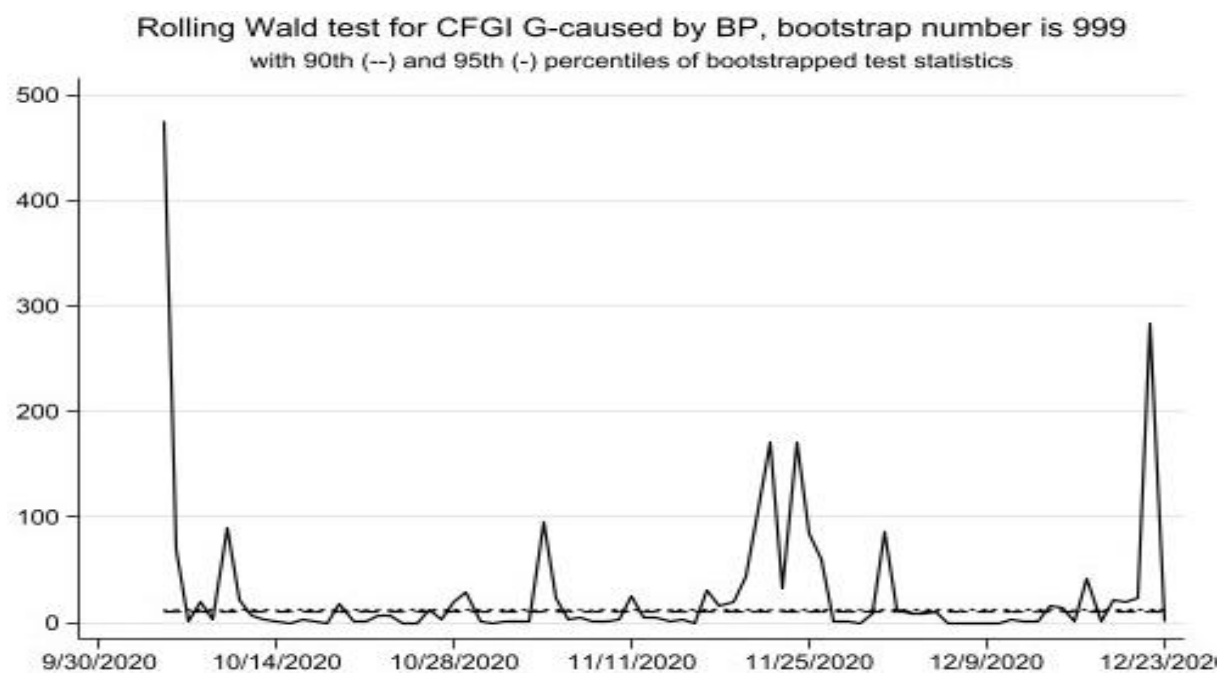 Rolling Wald test for CFGI G-caused by BP, bootstrap number is 999
with 90th (--) and 95th (-) percentiles of bootstrapped test statistics
500
400
300
200
100
0
9/30/2020 10/14/2020 10/28/2020 11/11/2020 11/25/2020 12/9/2020 12/23/2020